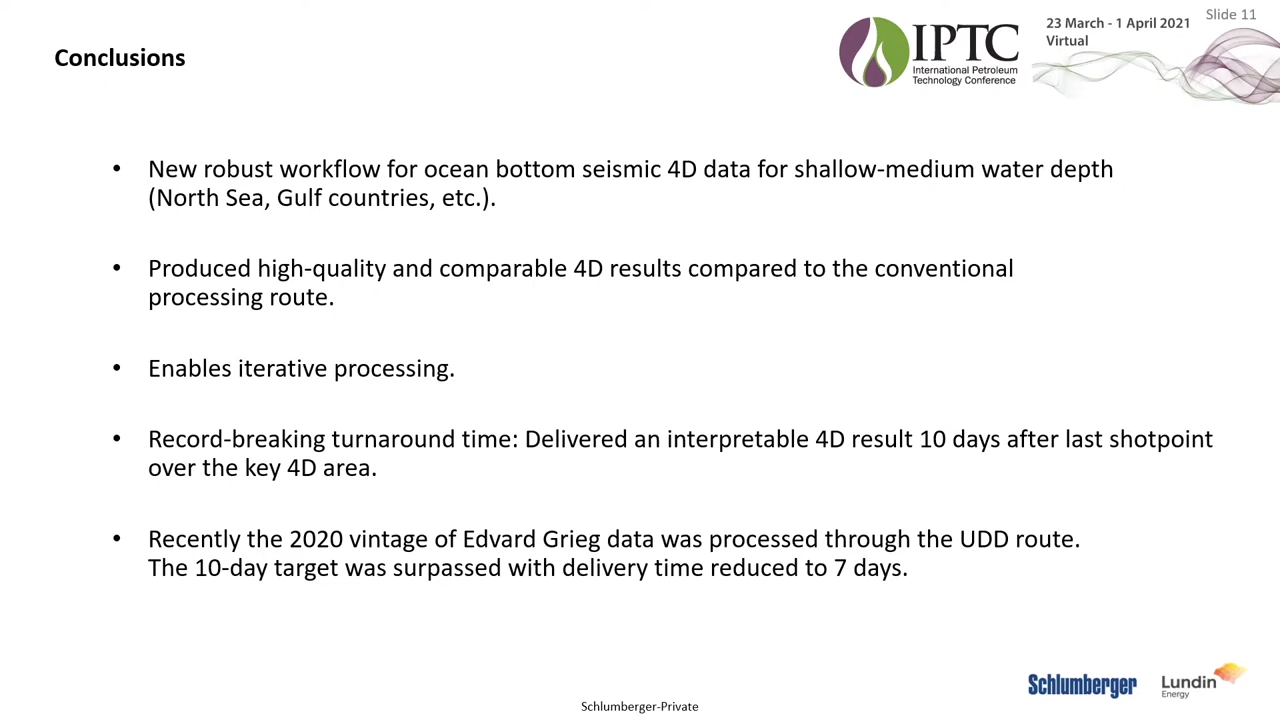 Slide 11
23 March - 1 April 2021
Virtual
IPTC
International Petroleum
Technology Conference
Conclusions
• New robust workflow for ocean bottom seismic 4D data for shallow-medium water depth
(North Sea, Gulf countries, etc.).
• Produced high-quality and comparable 4D results compared to the conventional
processing route.
• Enables iterative processing.
• Record-breaking turnaround time: Delivered an interpretable 4D result 10 days after last shotpoint
over the key 4D area.
• Recently the 2020 vintage of Edvard Grieg data was processed through the UDD route.
The 10-day target was surpassed with delivery time reduced to 7 days.
Schlumberger
Lundin
Energy
Schlumberger-Private